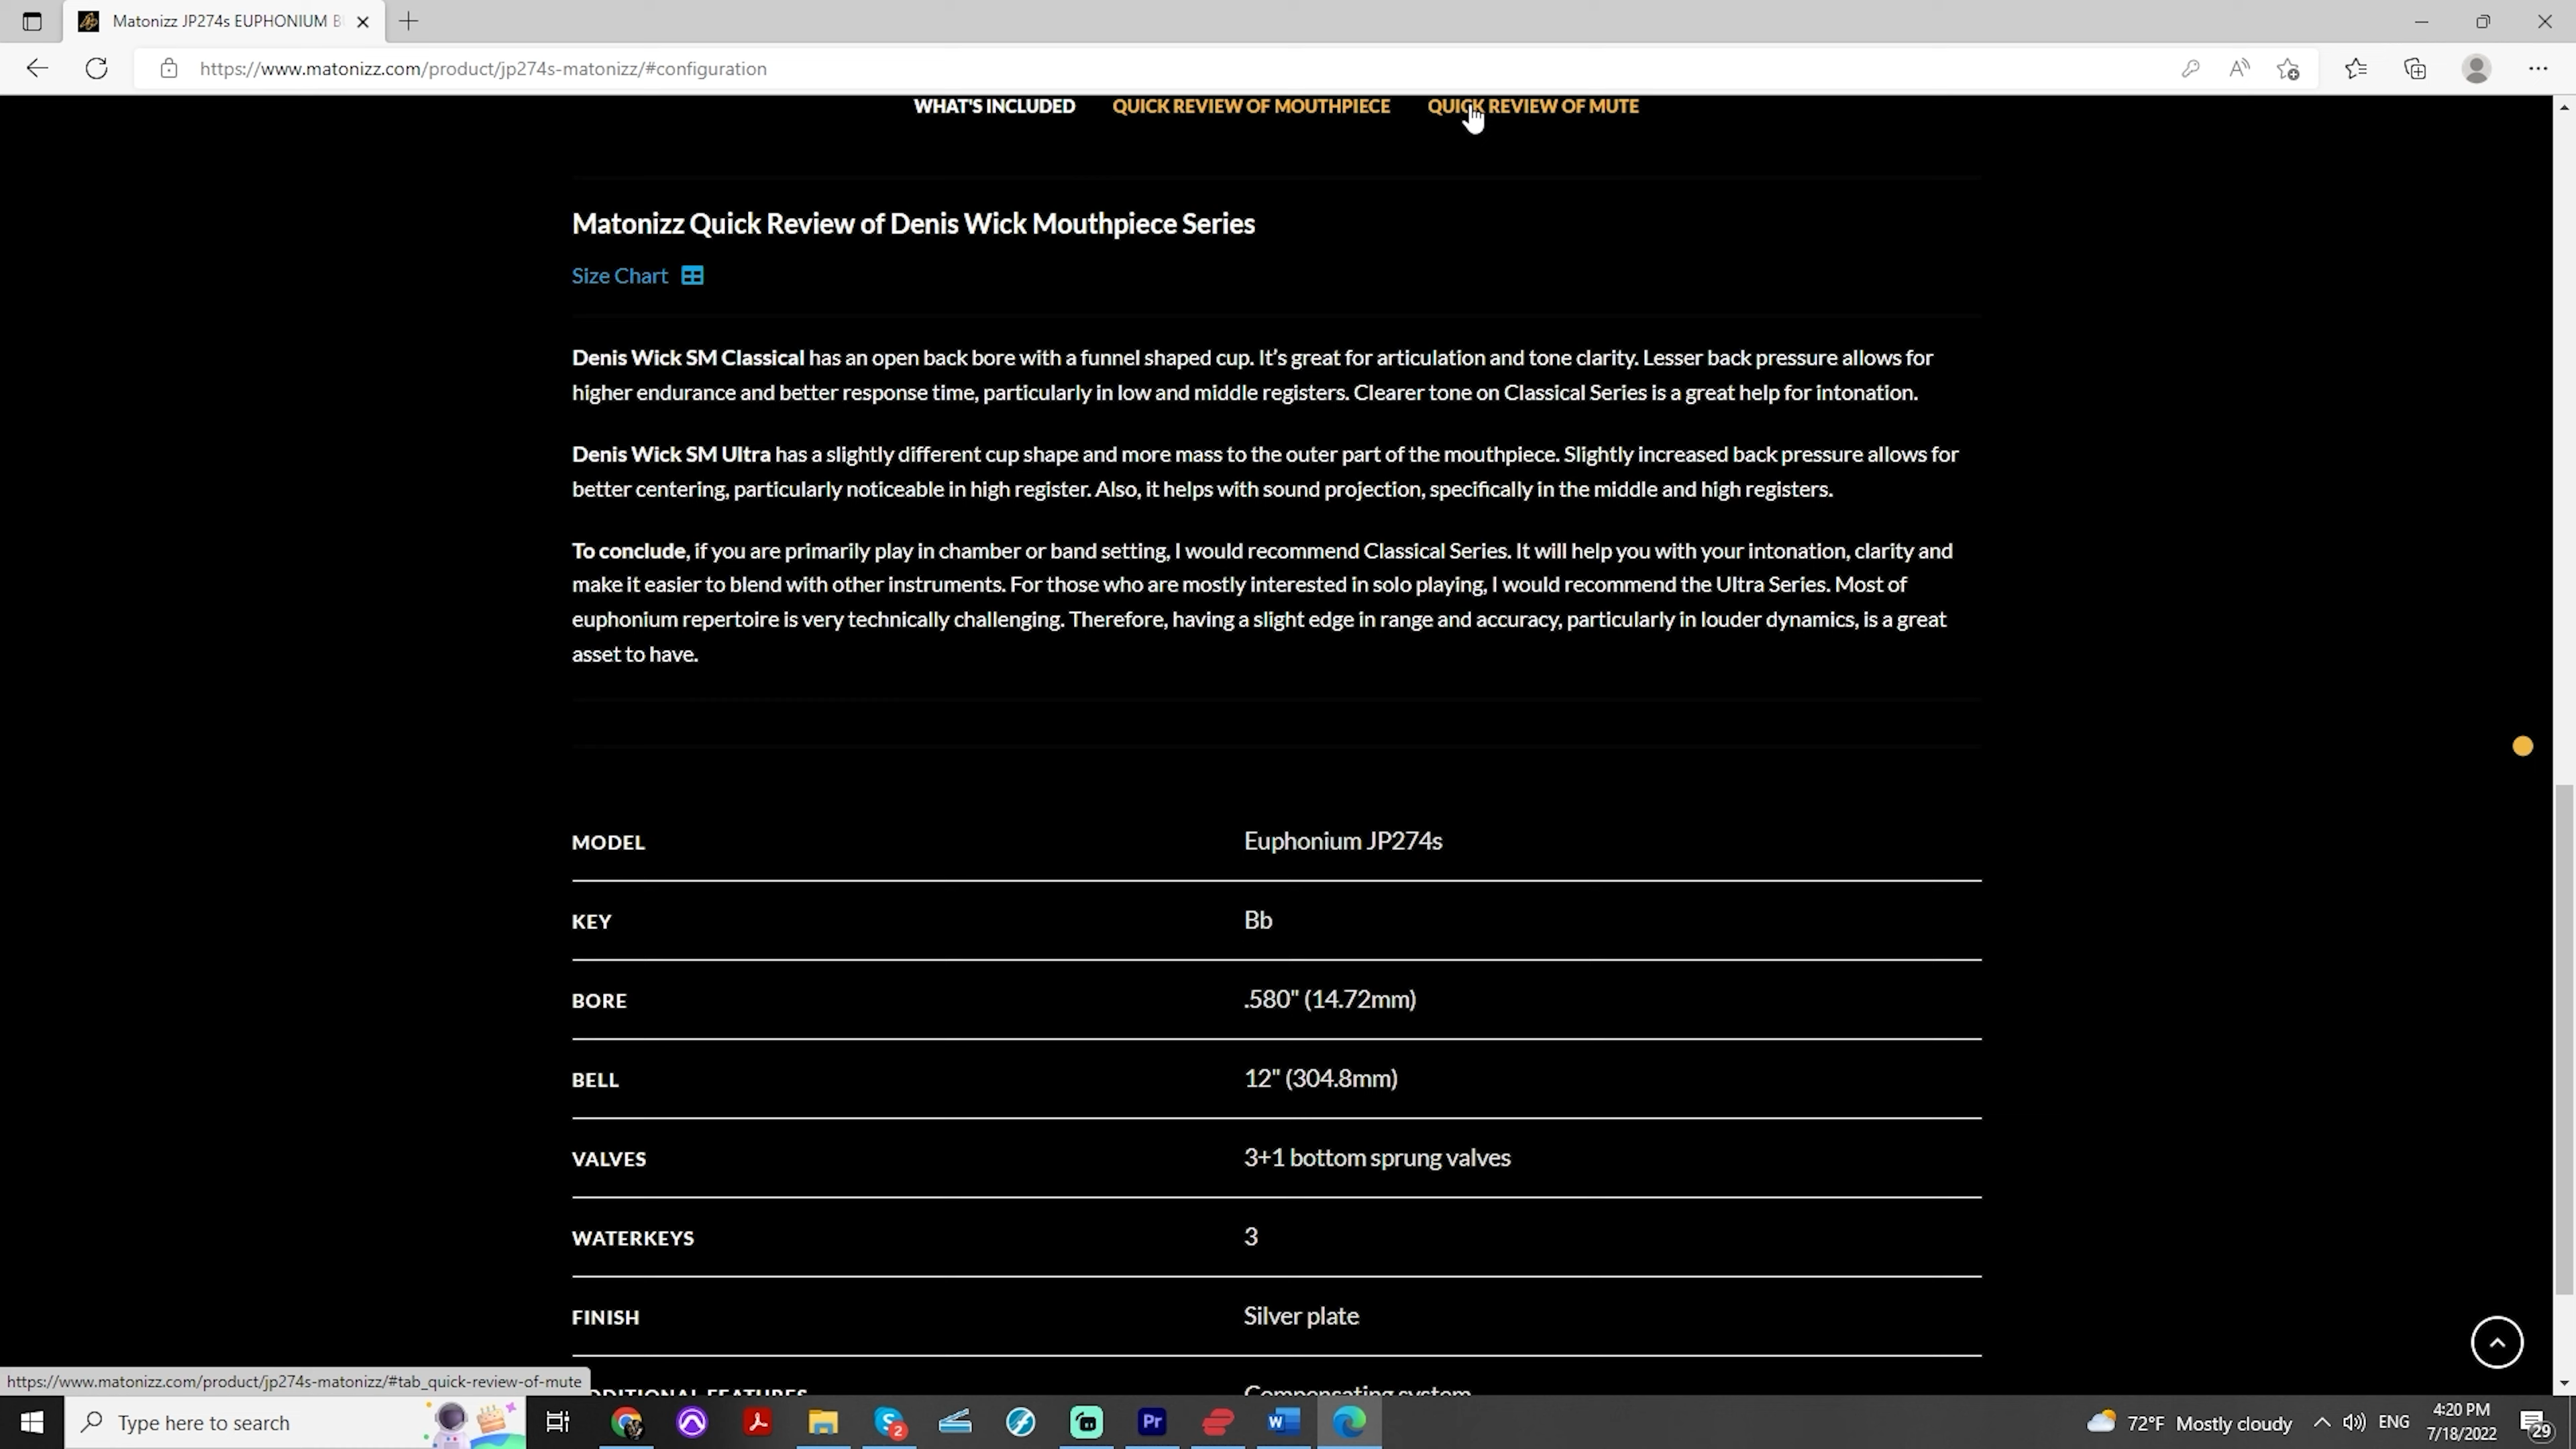 Matonizz JP274s EUPHONIUM B
https://www.matonizz.com/product/jp274s-matonizz/#configuration
WHAT'S INCLUDED QUICK REVIEW OF MOUTHPIECE QUICK REVIEW OF MUTE
Matonizz Quick Review of Denis Wick Mouthpiece Series
Size Chart
Denis Wick SM Classical has an open back bore with a funnel shaped cup. It's great for articulation and tone clarity. Lesser back pressure allows for
higher endurance and better response time, particularly in low and middle registers. Clearer tone on Classical Series is a great help for intonation.
Denis Wick SM Ultra has a slightly different cup shape and more mass to the outer part of the mouthpiece. Slightly increased back pressure allows for
better centering, particularly noticeable in high register. Also, it helps with sound projection, specifically in the middle and high registers.
To conclude, if you are primarily play in chamber or band setting, I would recommend Classical Series. It will help you with your intonation, clarity and
make it easier to blend with other instruments. For those who are mostly interested in solo playing, I would recommend the Ultra Series. Most of
euphonium repertoire is very technically challenging. Therefore, having a slight edge in range and accuracy, particularly in louder dynamics, is a great
asset to have.
MODEL Euphonium JP274s
KEY Bb
BORE .580" (14.72mm)
BELL 12" (304.8mm)
VALVES 3+1 bottom sprung valves
WATERKEYS 3
FINISH Silver plate
https://www.matonizz.com/product/jp274s-matonizz/#tab_quick-review-of-mute
DDITIONAL FEATURES Compensating system
Type here to search
2
Pr
72°F Mostly cloudy
ENG
4:20 PM
7/18/2022
29